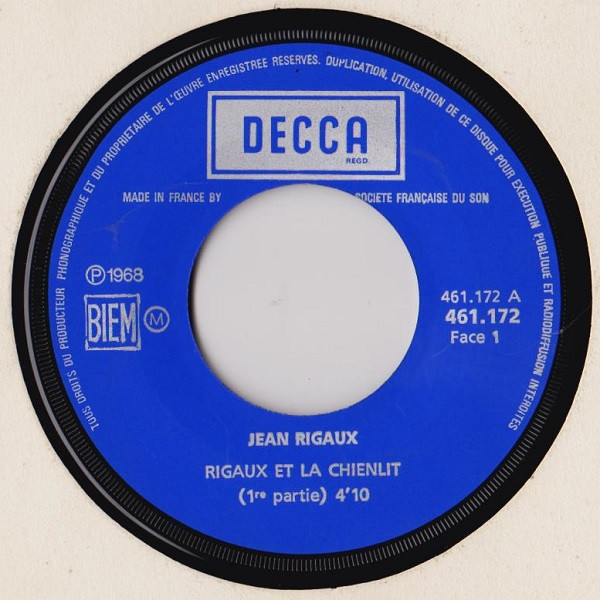 TOUS DROITS DU PRODUCTEUR PHONOGRAPHIQUE ET DU PROPRIETAIRE DE L'ŒUVRE ENREGISTREE RESERVES. DUPLICATION, UTILISATION DE CE DISQUE POUR EXECUTION PUBLIQUE ET RADIODIFFUSION INTERDITES
DECCA
REGD.
MADE IN FRANCE BY SOCIETE FRANÇAISE DU SON
Ⓟ 1968
BIEM Ⓜ
461.172 A
461.172
Face 1
JEAN RIGAUX
RIGAUX ET LA CHIENLIT
(1re partie) 4'10